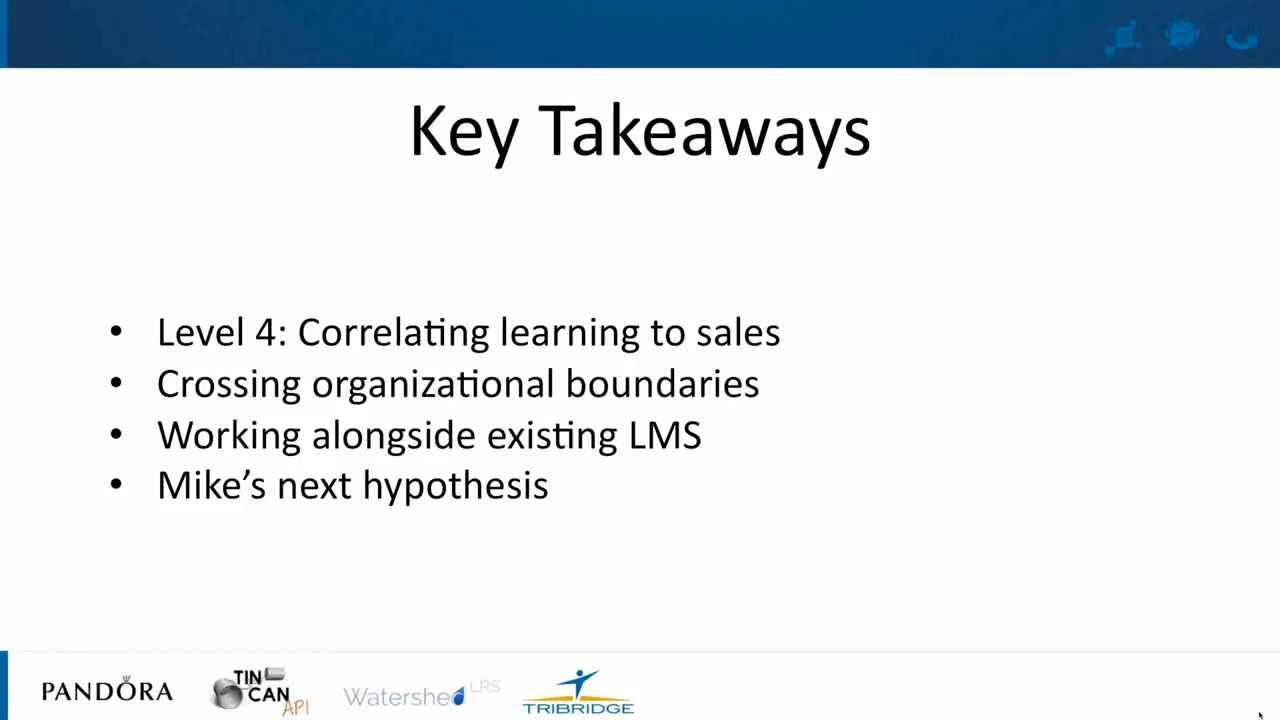 Key Takeaways
• Level 4: Correlating learning to sales
• Crossing organizational boundaries
• Working alongside existing LMS
• Mike’s next hypothesis
PANDÓRA
TIN CAN API
Watershed LRS
TRIBRIDGE